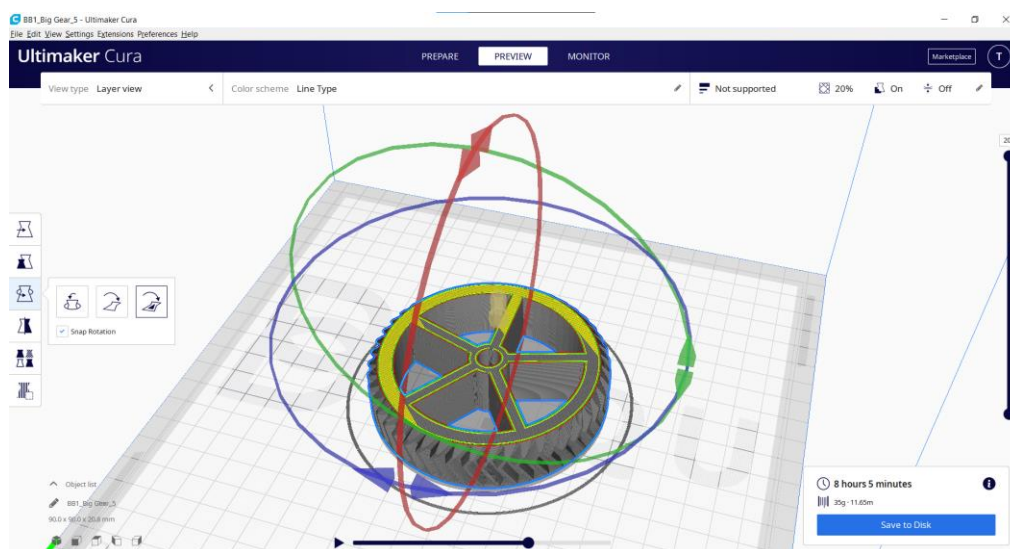 BB1_Big Gear_5 - Ultimaker Cura
File Edit View Settings Extensions Preferences Help
Ultimaker Cura
PREPARE PREVIEW MONITOR
Marketplace T
View type Layer view
Color scheme Line Type
Not supported 20% On Off
20
Snap Rotation
Object list
BB1_Big Gear_5
90.0 x 90.0 x 20.8 mm
8 hours 5 minutes
35g · 11.65m
Save to Disk